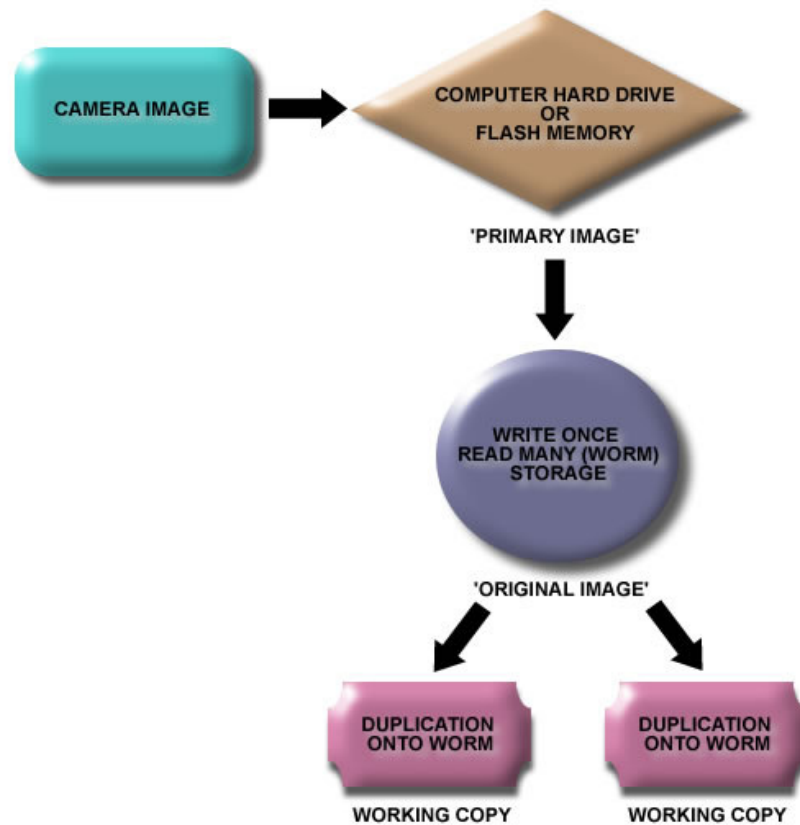 CAMERA IMAGE
COMPUTER HARD DRIVE
OR
FLASH MEMORY
'PRIMARY IMAGE'
WRITE ONCE
READ MANY (WORM)
STORAGE
'ORIGINAL IMAGE'
DUPLICATION
ONTO WORM
WORKING COPY
DUPLICATION
ONTO WORM
WORKING COPY